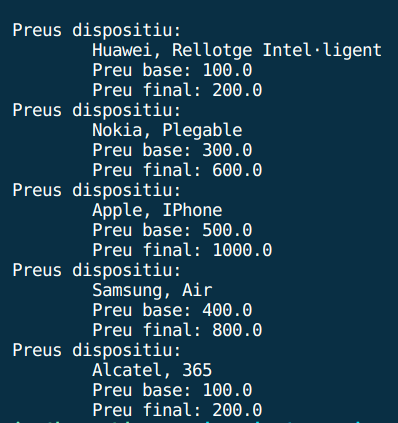 Preus dispositiu:
Huawei, Rellotge Intel·ligent
Preu base: 100.0
Preu final: 200.0
Preus dispositiu:
Nokia, Plegable
Preu base: 300.0
Preu final: 600.0
Preus dispositiu:
Apple, IPhone
Preu base: 500.0
Preu final: 1000.0
Preus dispositiu:
Samsung, Air
Preu base: 400.0
Preu final: 800.0
Preus dispositiu:
Alcatel, 365
Preu base: 100.0
Preu final: 200.0